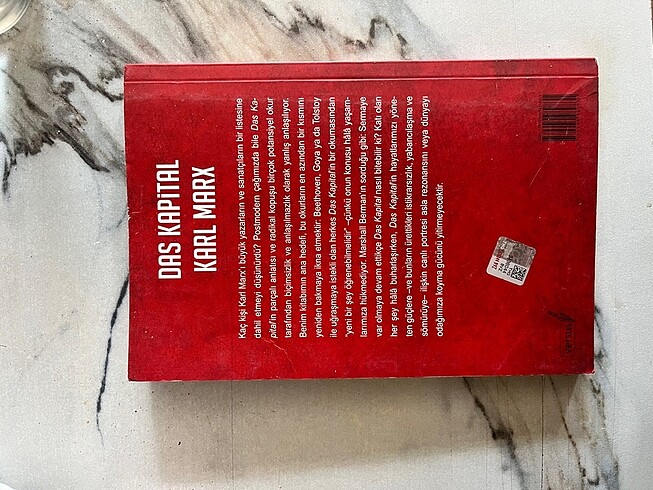 DAS KAPITAL
KARL MARX
Kaç kişi Karl Marx'ı büyük yazarların ve sanatçıların bir listesine
dahil etmeyi düşünürdü? Postmodern çağımızda bile Das Ka-
pital'in parçalı anlatısı ve radikal kopuşu birçok potansiyel okur
tarafından biçimsizlik ve anlaşılmazlık olarak yanlış anlaşılıyor.
Benim kitabımın ana hedefi, bu okurların en azından bir kısmını
yeniden bakmaya ikna etmektir: Beethoven, Goya ya da Tolstoy
ile uğraşmaya istekli olan herkes Das Kapital'in bir okumasından
"yeni bir şey öğrenebilmelidir" –çünkü onun konusu hâlâ yaşam-
larımıza hükmediyor. Marshall Berman'ın sorduğu gibi: Sermaye
var olmaya devam ettikçe Das Kapital nasıl bitebilir ki? Katı olan
her şey hâlâ buharlaşırken, Das Kapital'in hayatlarımızı yöne-
ten güçlere –ve bunların ürettikleri istikrarsızlık, yabancılaşma ve
sömürüye– ilişkin canlı portresi asla rezonansını veya dünyayı
odağımıza koyma gücünü yitirmeyecektir.
versus